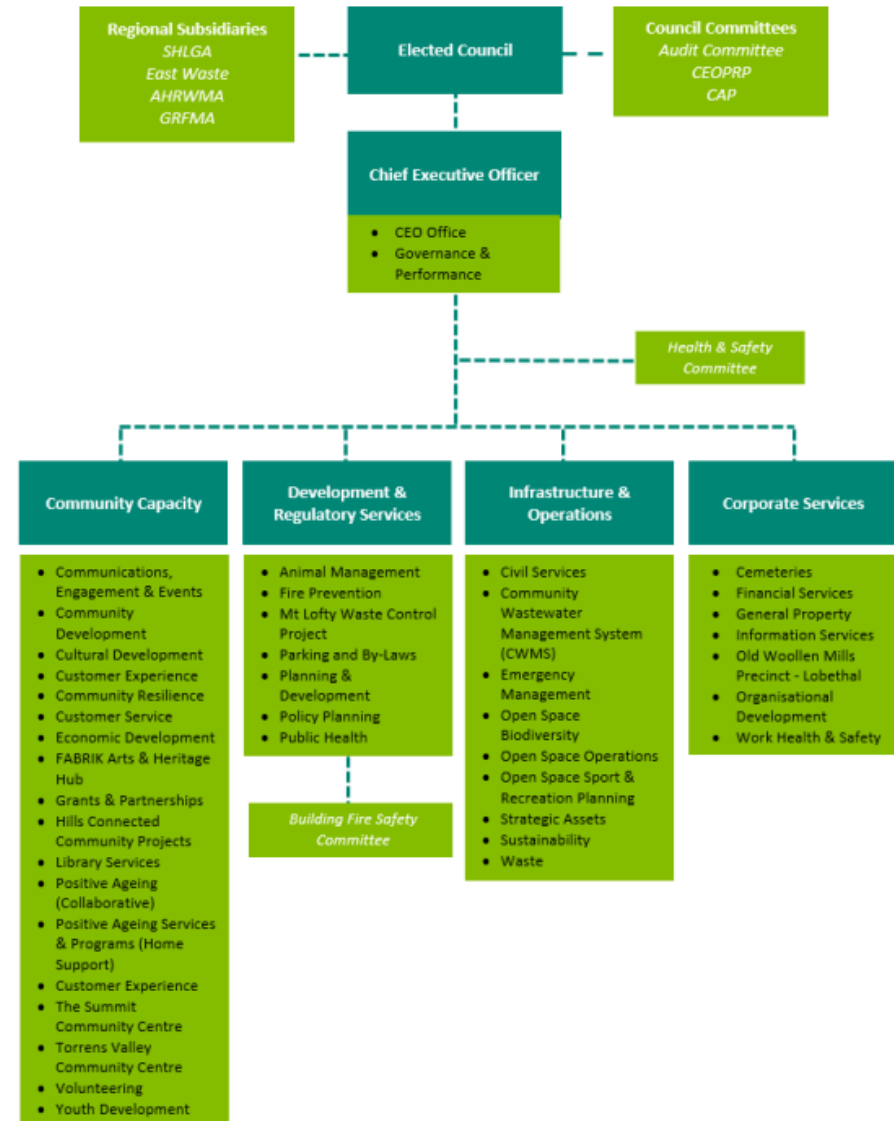 Regional Subsidiaries
SHLGA
East Waste
AHRWMA
GRFMA
Elected Council
Council Committees
Audit Committee
CEOPRP
CAP
Chief Executive Officer
• CEO Office
• Governance &
Performance
Health & Safety
Committee
Community Capacity
• Communications,
Engagement & Events
• Community
Development
• Cultural Development
• Customer Experience
• Community Resilience
• Customer Service
• Economic Development
• FABRIK Arts & Heritage
Hub
• Grants & Partnerships
• Hills Connected
Community Projects
• Library Services
• Positive Ageing
(Collaborative)
• Positive Ageing Services
& Programs (Home
Support)
• Customer Experience
• The Summit
Community Centre
• Torrens Valley
Community Centre
• Volunteering
• Youth Development
Development &
Regulatory Services
• Animal Management
• Fire Prevention
• Mt Lofty Waste Control
Project
• Parking and By-Laws
• Planning &
Development
• Policy Planning
• Public Health
Building Fire Safety
Committee
Infrastructure &
Operations
• Civil Services
• Community
Wastewater
Management System
(CWMS)
• Emergency
Management
• Open Space
Biodiversity
• Open Space Operations
• Open Space Sport &
Recreation Planning
• Strategic Assets
• Sustainability
• Waste
Corporate Services
• Cemeteries
• Financial Services
• General Property
• Information Services
• Old Woollen Mills
Precinct - Lobethal
• Organisational
Development
• Work Health & Safety